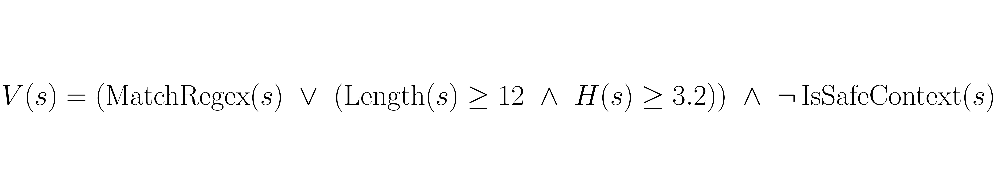 V(s) = (MatchRegex(s) ∨ (Length(s) ≥ 12 ∧ H(s) ≥ 3.2)) ∧ ¬ IsSafeContext(s)